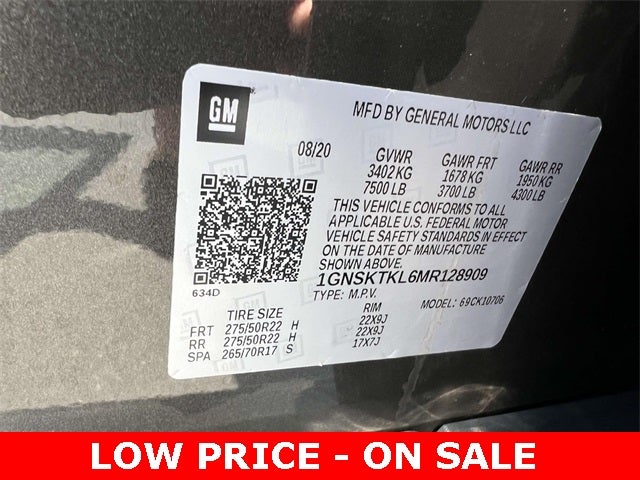 GM
MFD BY GENERAL MOTORS LLC
08/20 GVWR GAWR FRT GAWR RR
3402 KG 1678 KG 1950 KG
7500 LB 3700 LB 4300 LB
THIS VEHICLE CONFORMS TO ALL
APPLICABLE U.S. FEDERAL MOTOR
VEHICLE SAFETY STANDARDS IN EFFECT
ON THE DATE OF MANUFACTURE
SHOWN ABOVE.
1GNSKTKL6MR128909
634D
TYPE: M.P.V. MODEL: 69CK10706
TIRE SIZE RIM
FRT 275/50R22 H 22X9J
RR 275/50R22 H 22X9J
SPA 265/70R17 S 17X7J
LOW PRICE - ON SALE